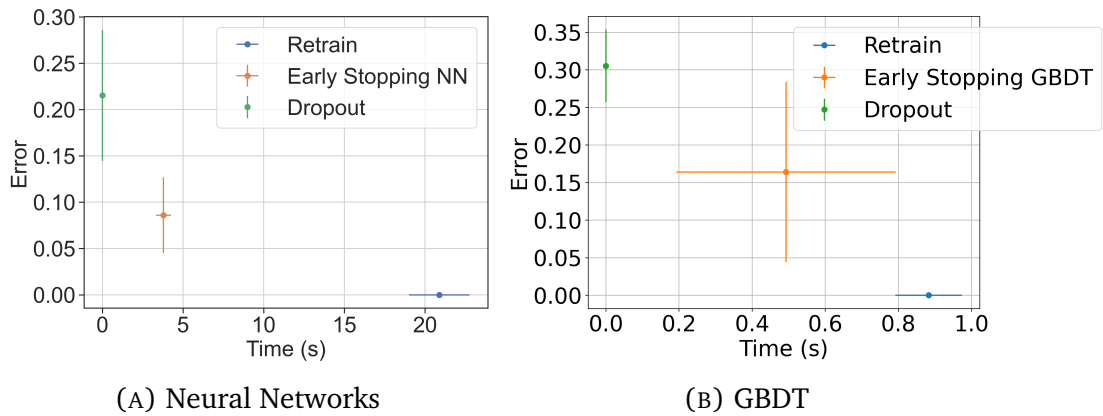 0.30
0.25
0.20
0.15
0.10
0.05
0.00
Error
0
5
10
15
20
Time (s)
Retrain
Early Stopping NN
Dropout
(A) Neural Networks
0.35
0.30
0.25
0.20
0.15
0.10
0.05
0.00
Error
0.0
0.2
0.4
0.6
0.8
1.0
Time (s)
Retrain
Early Stopping GBDT
Dropout
(B) GBDT